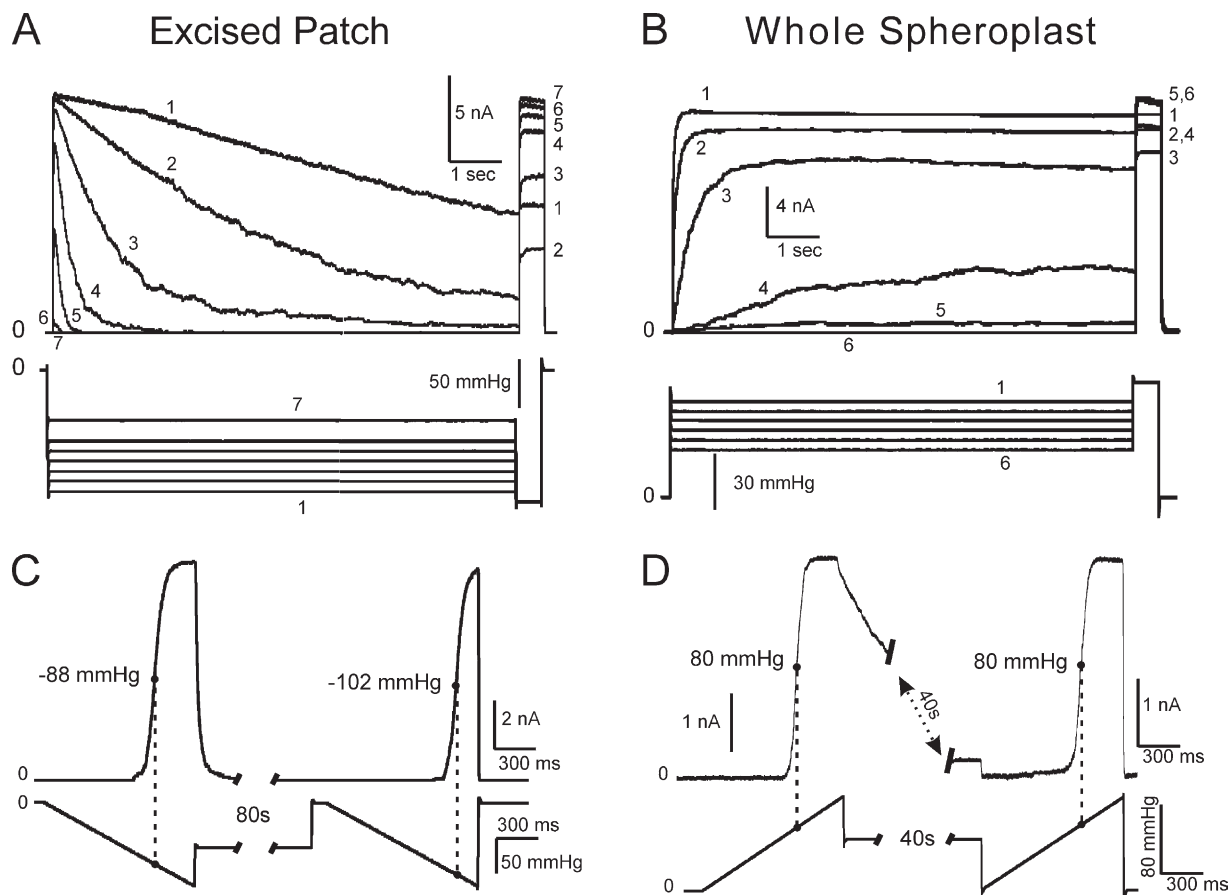 A Excised Patch
1
5 nA
1 sec
2
3
4
5
6
7
0
7
6
5
4
3
1
2
0
50 mmHg
7
1
B Whole Spheroplast
1
2
3
4 nA
1 sec
4
5
6
0
5,6
1
2,4
3
1
6
0
30 mmHg
C
-88 mmHg
-102 mmHg
2 nA
300 ms
0
0
80s
300 ms
50 mmHg
D
80 mmHg
80 mmHg
1 nA
40s
1 nA
300 ms
0
0
40s
80 mmHg
300 ms